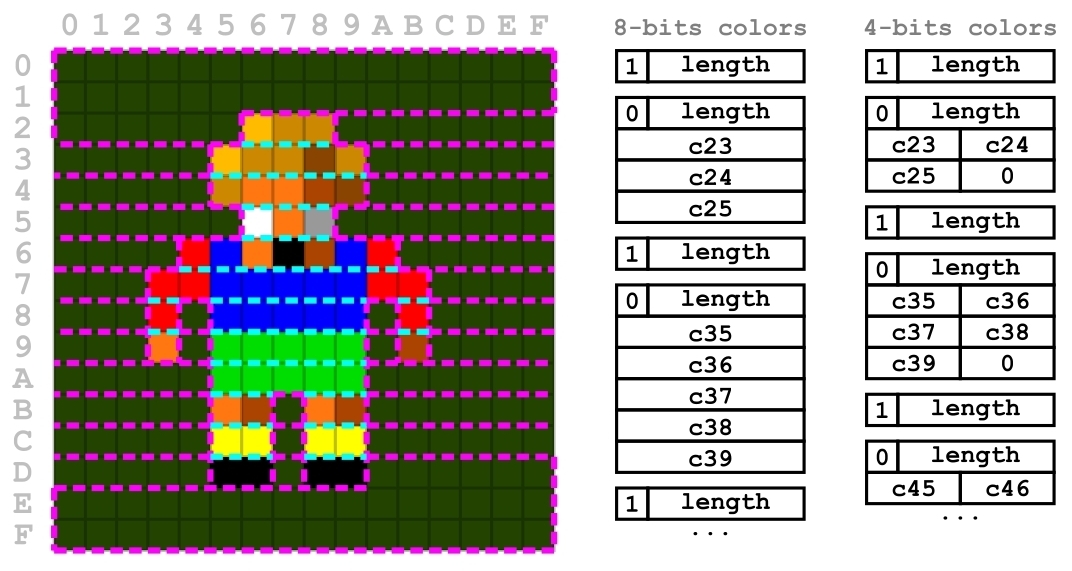 0 1 2 3 4 5 6 7 8 9 A B C D E F
0
1
2
3
4
5
6
7
8
9
A
B
C
D
E
F
8-bits colors
1 length
0 length
c23
c24
c25
1 length
0 length
c35
c36
c37
c38
c39
1 length
...
4-bits colors
1 length
0 length
c23 c24
c25 0
1 length
0 length
c35 c36
c37 c38
c39 0
1 length
0 length
c45 c46
...